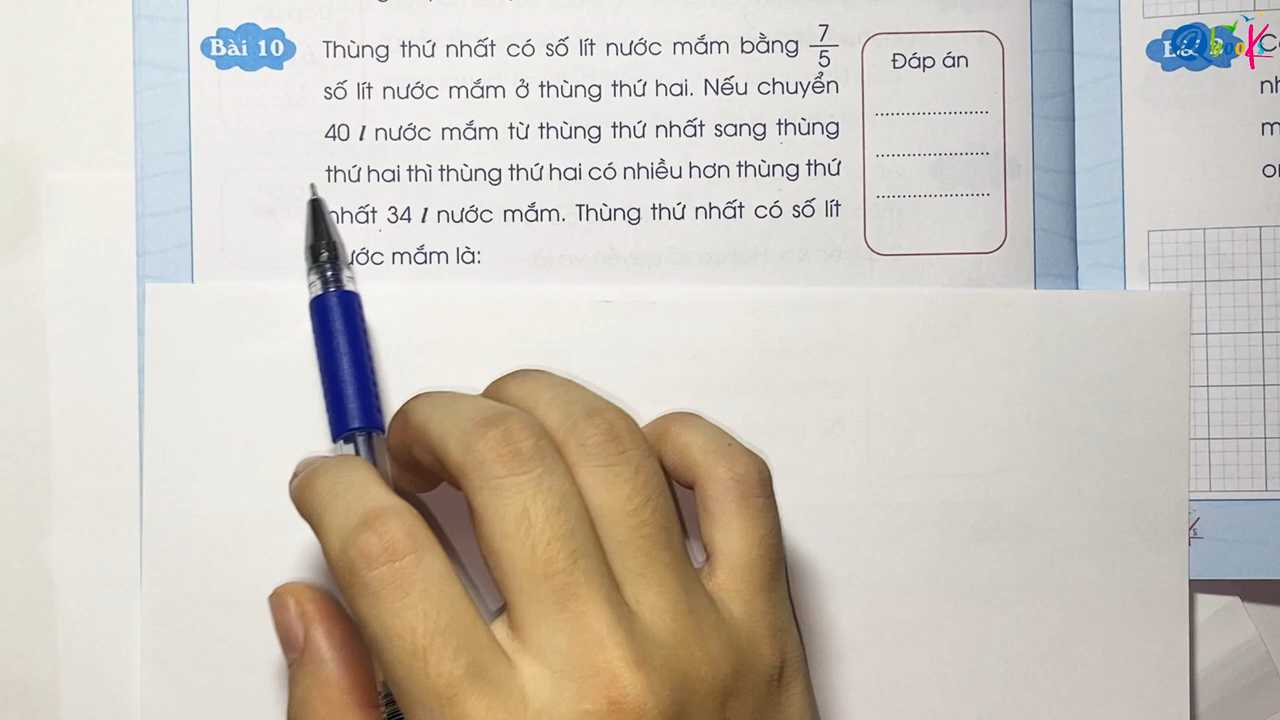 Bài 10
Thùng thứ nhất có số lít nước mắm bằng 7/5
số lít nước mắm ở thùng thứ hai. Nếu chuyển
40 l nước mắm từ thùng thứ nhất sang thùng
thứ hai thì thùng thứ hai có nhiều hơn thùng thứ
nhất 34 l nước mắm. Thùng thứ nhất có số lít
mắm là:
Đáp án